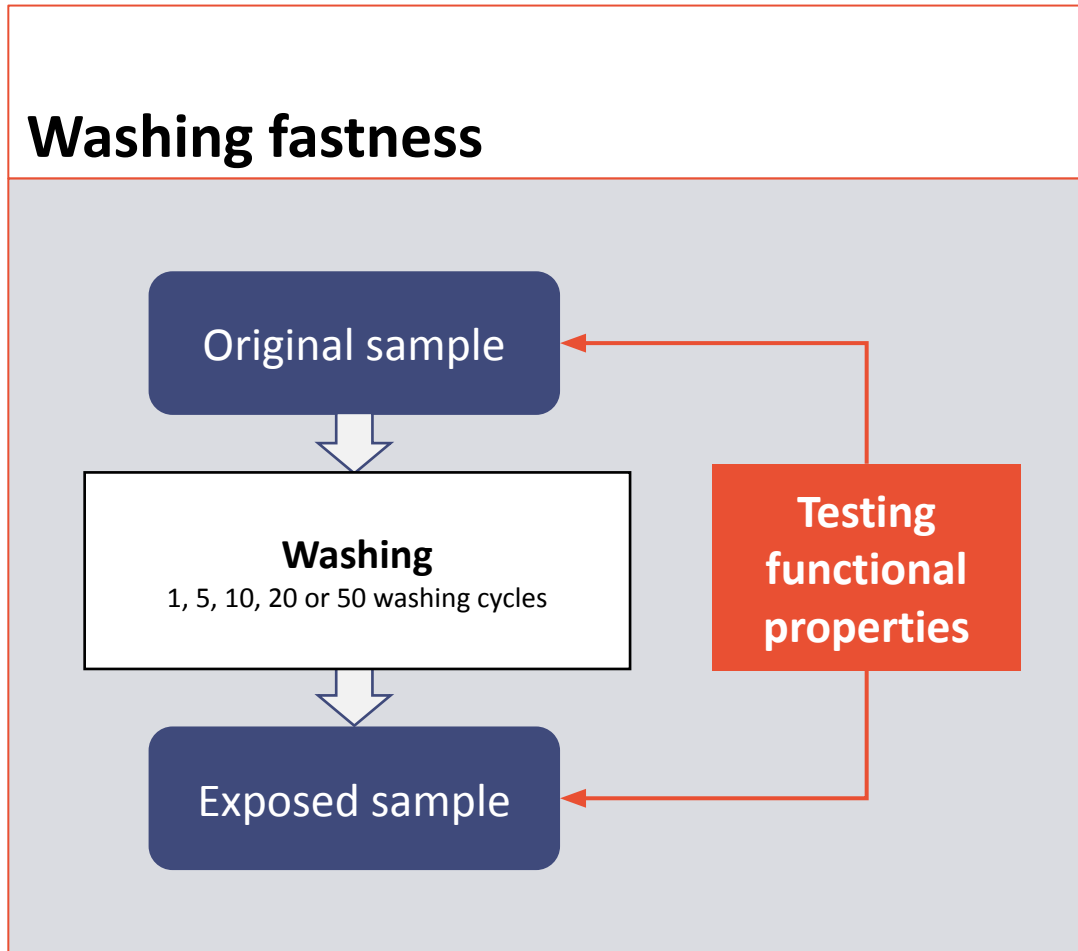 Washing fastness
Original sample
Washing
1, 5, 10, 20 or 50 washing cycles
Testing
functional
properties
Exposed sample